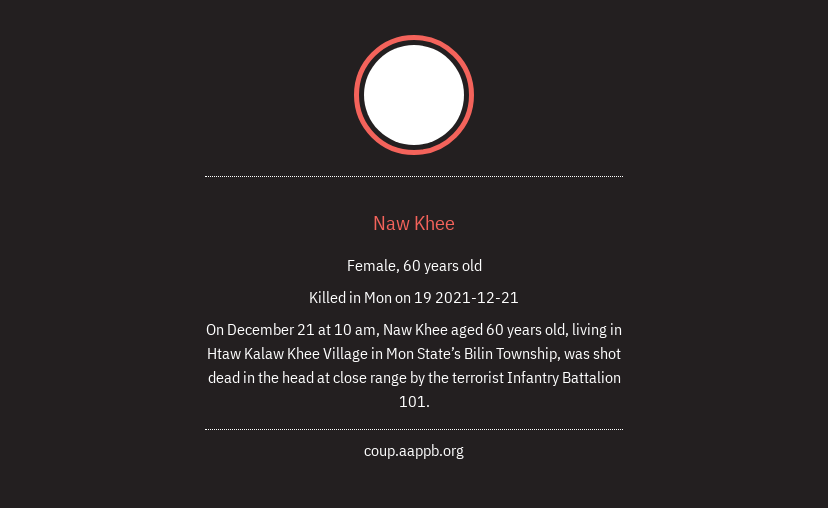 Naw Khee
Female, 60 years old
Killed in Mon on 19 2021-12-21
On December 21 at 10 am, Naw Khee aged 60 years old, living in
Htaw Kalaw Khee Village in Mon State’s Bilin Township, was shot
dead in the head at close range by the terrorist Infantry Battalion
101.
coup.aappb.org